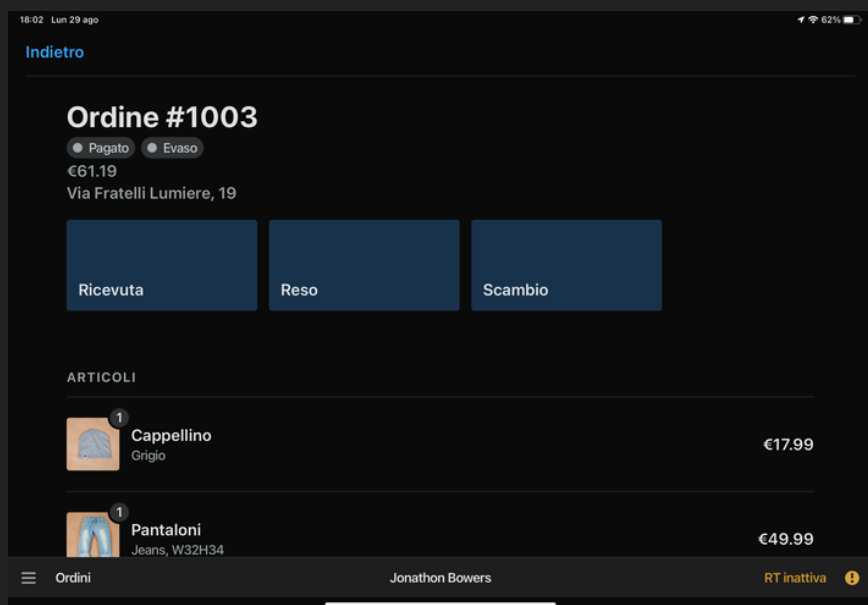 18:02 Lun 29 ago
62%
Indietro
Ordine #1003
Pagato Evaso
€61.19
Via Fratelli Lumiere, 19
Ricevuta Reso Scambio
ARTICOLI
1
Cappellino
€17.99
Grigio
1
Pantaloni
€49.99
Jeans, W32H34
Ordini Jonathon Bowers RT inattiva